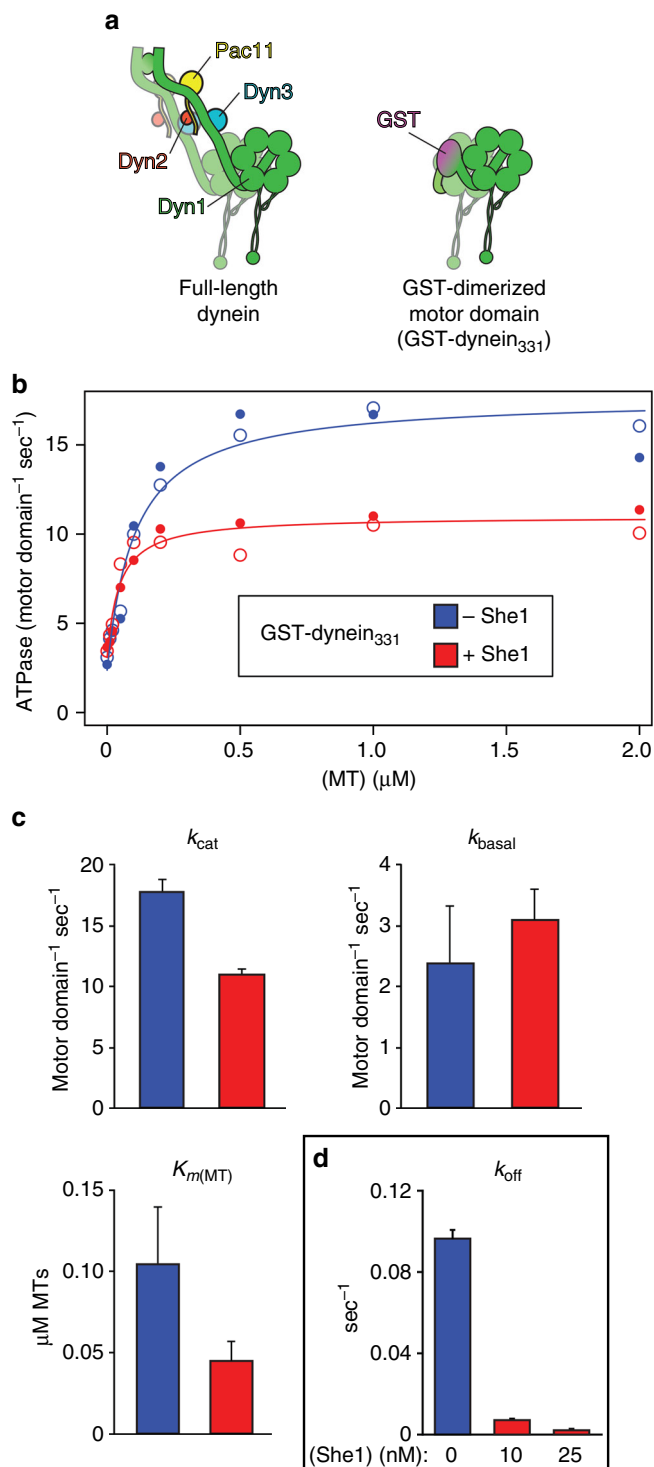 a
Pac11
Dyn3
Dyn2
Dyn1
GST
Full-length
dynein
GST-dimerized
motor domain
(GST-dynein₃₃₁)
b
ATPase (motor domain⁻¹ sec⁻¹)
15
10
5
0
GST-dynein₃₃₁
– She1
+ She1
0 0.5 1.0 1.5 2.0
(MT) (μM)
c
k_cat
Motor domain⁻¹ sec⁻¹
20
15
10
5
0
k_basal
Motor domain⁻¹ sec⁻¹
4
3
2
1
0
K_m(MT)
μM MTs
0.15
0.10
0.05
0
d
k_off
sec⁻¹
0.12
0.08
0.04
0
(She1) (nM): 0 10 25